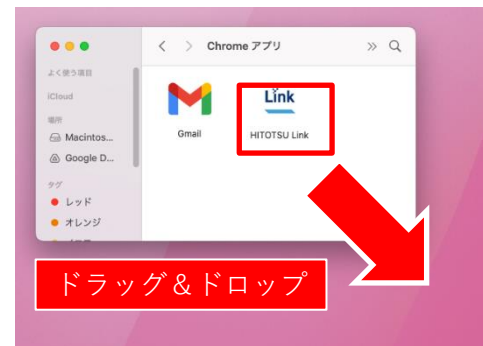 Chrome アプリ
よく使う項目
iCloud
場所
Macintos...
Google D...
タグ
レッド
オレンジ
Link
Gmail
HITOTSU Link
ドラッグ＆ドロップ